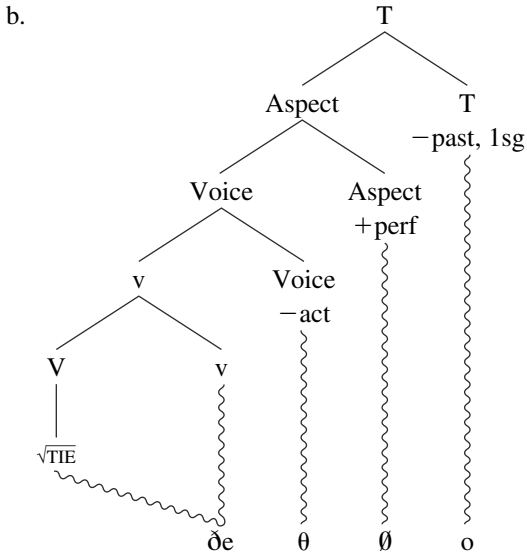 b.
T
Aspect T
−past, 1sg
Voice Aspect
+perf
v Voice
−act
V v
√TIE
ðe θ Ø o